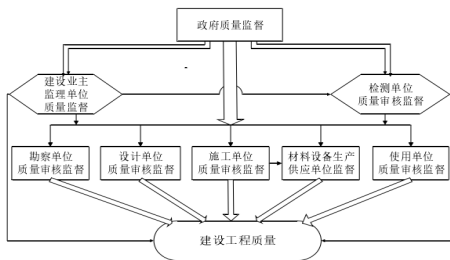 政府质量监督
建设业主
监理单位
质量监督
检测单位
质量审核监督
勘察单位
质量审核监督
设计单位
质量审核监督
施工单位
质量审核监督
材料设备生产
供应单位监督
使用单位
质量审核监督
建设工程质量